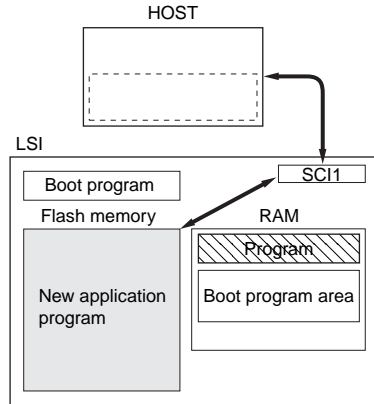 HOST
LSI
SCI1
Boot program
Flash memory
RAM
Program
New application
program
Boot program area